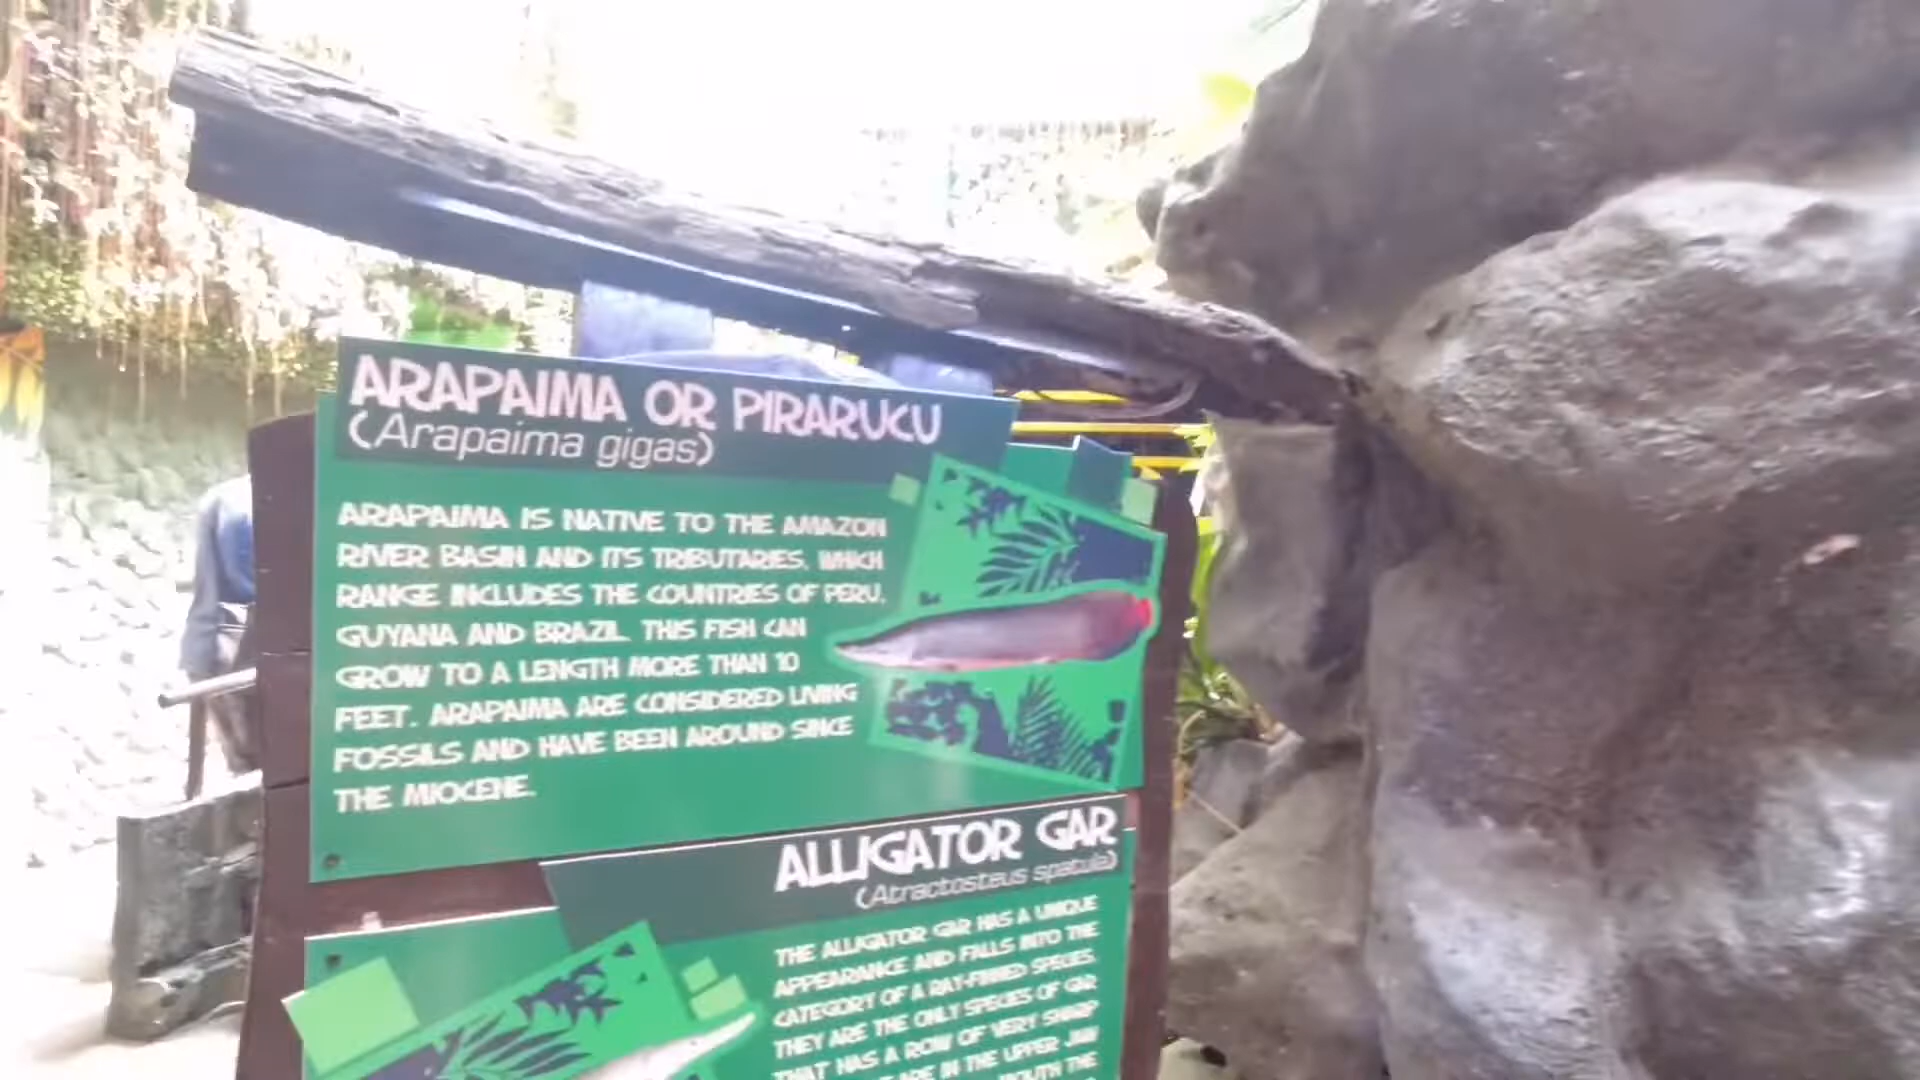 ARAPAIMA OR PIRARUCU
(Arapaima gigas)
ARAPAIMA IS NATIVE TO THE AMAZON
RIVER BASIN AND ITS TRIBUTARIES, WHICH
RANGE INCLUDES THE COUNTRIES OF PERU,
GUYANA AND BRAZIL. THIS FISH CAN
GROW TO A LENGTH MORE THAN 10
FEET. ARAPAIMA ARE CONSIDERED LIVING
FOSSILS AND HAVE BEEN AROUND SINCE
THE MIOCENE.
ALLIGATOR GAR
(Atractosteus spatula)
THE ALLIGATOR GAR HAS A UNIQUE
APPEARANCE AND FALLS INTO THE
CATEGORY OF A RAY-FINNED SPECIES.
THEY ARE THE ONLY SPECIES OF GAR
THAT HAS A ROW OF VERY SHARP
ARE IN THE UPPER JAW
MOUTH THE